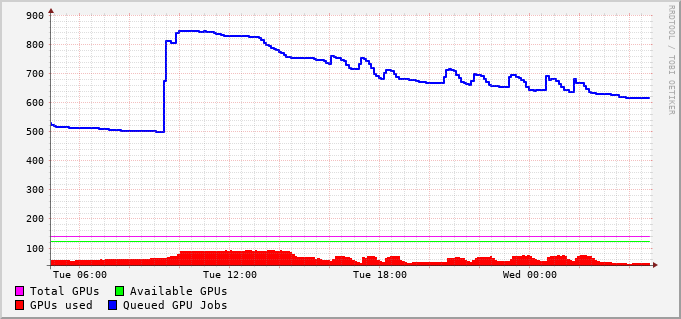 900
800
700
600
500
400
300
200
100
Tue 06:00 Tue 12:00 Tue 18:00 Wed 00:00
Total GPUs Available GPUs
GPUs used Queued GPU Jobs
RRDTOOL / TOBI OETIKER